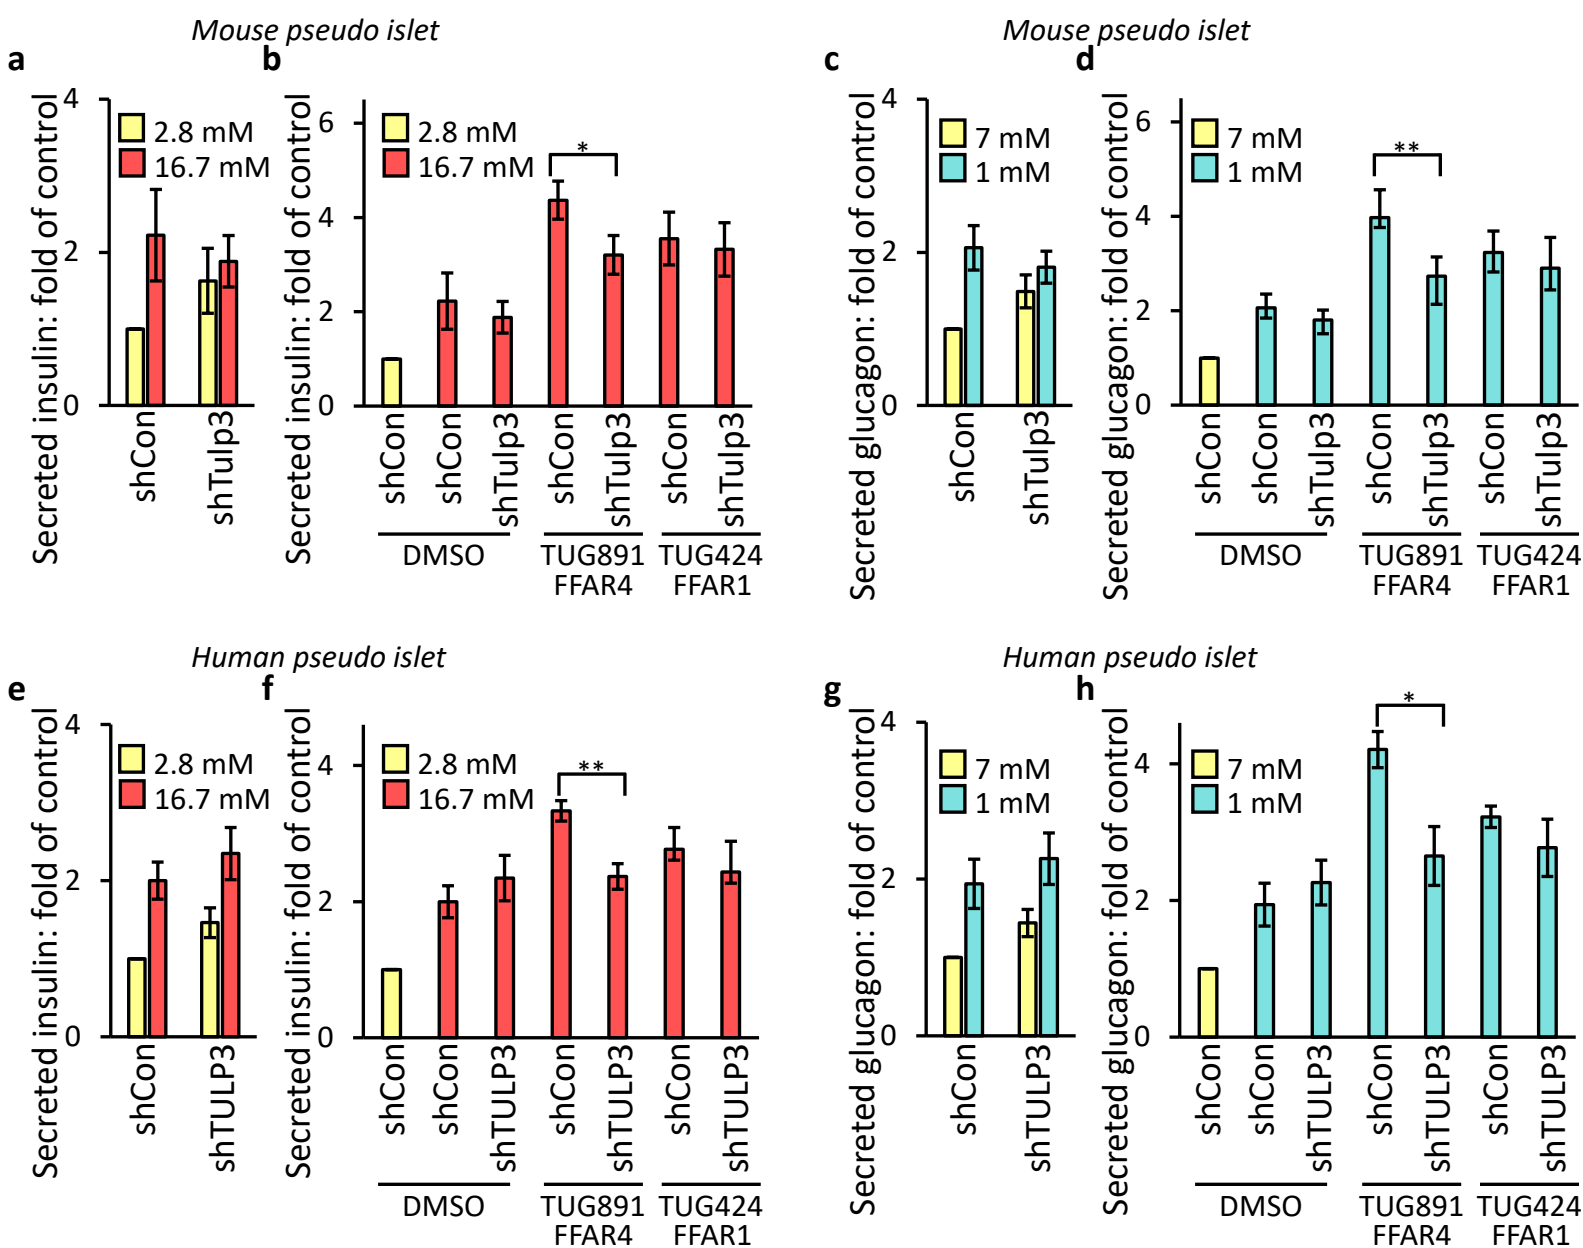 Mouse pseudo islet
a
Secreted insulin: fold of control
4
2
0
2.8 mM
16.7 mM
shCon
shTulp3
b
Secreted insulin: fold of control
6
4
2
0
2.8 mM
16.7 mM
*
shCon
shCon
shTulp3
shCon
shTulp3
shCon
shTulp3
DMSO
TUG891
FFAR4
TUG424
FFAR1
Mouse pseudo islet
c
Secreted glucagon: fold of control
4
2
0
7 mM
1 mM
shCon
shTulp3
d
Secreted glucagon: fold of control
6
4
2
0
7 mM
1 mM
**
shCon
shCon
shTulp3
shCon
shTulp3
shCon
shTulp3
DMSO
TUG891
FFAR4
TUG424
FFAR1
Human pseudo islet
e
Secreted insulin: fold of control
4
2
0
2.8 mM
16.7 mM
shCon
shTULP3
f
Secreted insulin: fold of control
4
2
0
2.8 mM
16.7 mM
**
shCon
shCon
shTULP3
shCon
shTULP3
shCon
shTULP3
DMSO
TUG891
FFAR4
TUG424
FFAR1
Human pseudo islet
g
Secreted glucagon: fold of control
4
2
0
7 mM
1 mM
shCon
shTULP3
h
Secreted glucagon: fold of control
4
2
0
7 mM
1 mM
*
shCon
shCon
shTULP3
shCon
shTULP3
shCon
shTULP3
DMSO
TUG891
FFAR4
TUG424
FFAR1